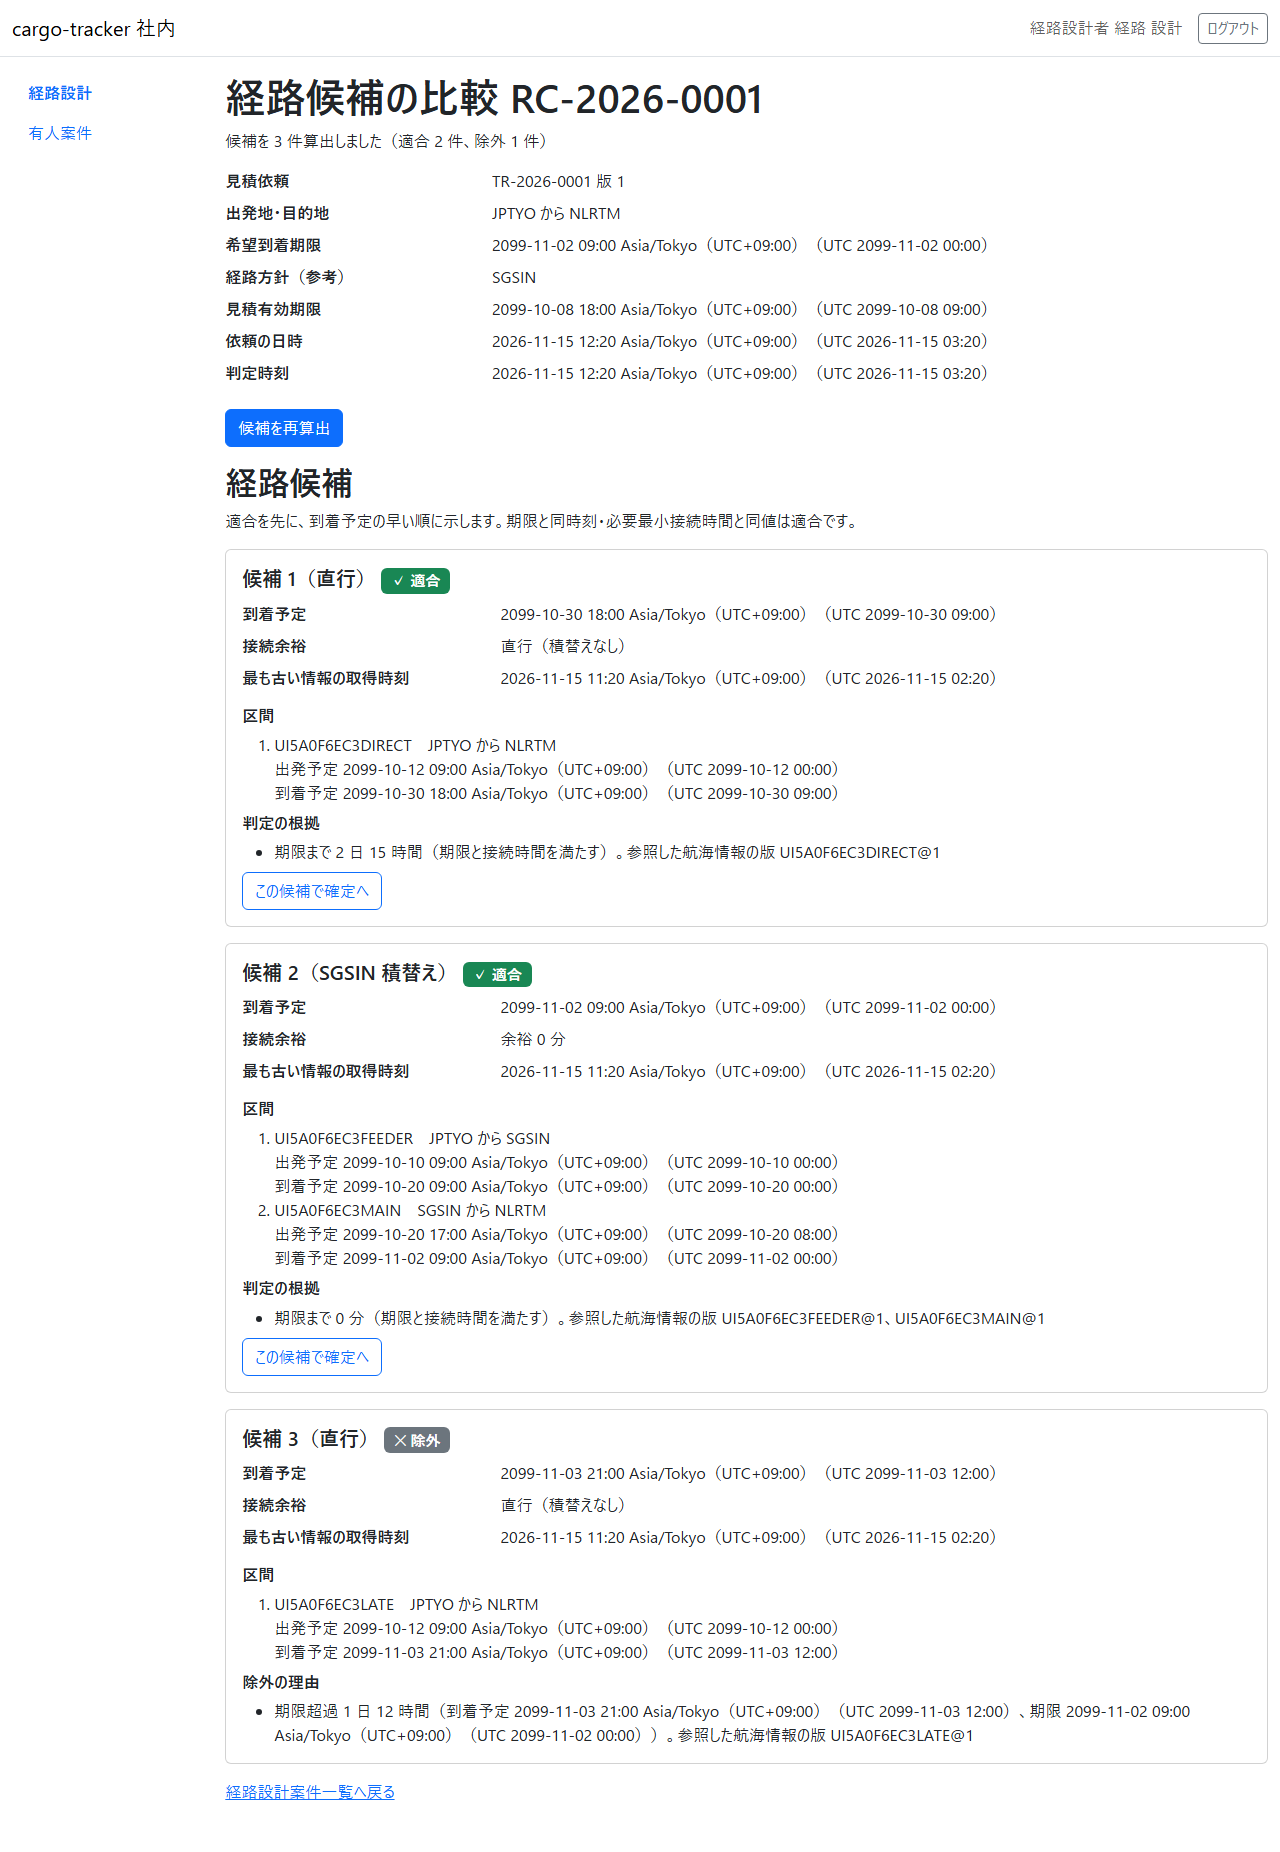 cargo-tracker 社内
経路設計者 経路 設計
ログアウト
経路設計
有人案件
経路候補の比較 RC-2026-0001
候補を 3 件算出しました（適合 2 件、除外 1 件）
見積依頼 TR-2026-0001 版 1
出発地・目的地 JPTYO から NLRTM
希望到着期限 2099-11-02 09:00 Asia/Tokyo（UTC+09:00）（UTC 2099-11-02 00:00）
経路方針（参考） SGSIN
見積有効期限 2099-10-08 18:00 Asia/Tokyo（UTC+09:00）（UTC 2099-10-08 09:00）
依頼の日時 2026-11-15 12:20 Asia/Tokyo（UTC+09:00）（UTC 2026-11-15 03:20）
判定時刻 2026-11-15 12:20 Asia/Tokyo（UTC+09:00）（UTC 2026-11-15 03:20）
候補を再算出
経路候補
適合を先に、到着予定の早い順に示します。期限と同時刻・必要最小接続時間と同値は適合です。
候補 1（直行） ✓ 適合
到着予定 2099-10-30 18:00 Asia/Tokyo（UTC+09:00）（UTC 2099-10-30 09:00）
接続余裕 直行（積替えなし）
最も古い情報の取得時刻 2026-11-15 11:20 Asia/Tokyo（UTC+09:00）（UTC 2026-11-15 02:20）
区間
1. UI5A0F6EC3DIRECT　JPTYO から NLRTM
出発予定 2099-10-12 09:00 Asia/Tokyo（UTC+09:00）（UTC 2099-10-12 00:00）
到着予定 2099-10-30 18:00 Asia/Tokyo（UTC+09:00）（UTC 2099-10-30 09:00）
判定の根拠
• 期限まで 2 日 15 時間（期限と接続時間を満たす）。参照した航海情報の版 UI5A0F6EC3DIRECT@1
この候補で確定へ
候補 2（SGSIN 積替え） ✓ 適合
到着予定 2099-11-02 09:00 Asia/Tokyo（UTC+09:00）（UTC 2099-11-02 00:00）
接続余裕 余裕 0 分
最も古い情報の取得時刻 2026-11-15 11:20 Asia/Tokyo（UTC+09:00）（UTC 2026-11-15 02:20）
区間
1. UI5A0F6EC3FEEDER　JPTYO から SGSIN
出発予定 2099-10-10 09:00 Asia/Tokyo（UTC+09:00）（UTC 2099-10-10 00:00）
到着予定 2099-10-20 09:00 Asia/Tokyo（UTC+09:00）（UTC 2099-10-20 00:00）
2. UI5A0F6EC3MAIN　SGSIN から NLRTM
出発予定 2099-10-20 17:00 Asia/Tokyo（UTC+09:00）（UTC 2099-10-20 08:00）
到着予定 2099-11-02 09:00 Asia/Tokyo（UTC+09:00）（UTC 2099-11-02 00:00）
判定の根拠
• 期限まで 0 分（期限と接続時間を満たす）。参照した航海情報の版 UI5A0F6EC3FEEDER@1、UI5A0F6EC3MAIN@1
この候補で確定へ
候補 3（直行） ✕ 除外
到着予定 2099-11-03 21:00 Asia/Tokyo（UTC+09:00）（UTC 2099-11-03 12:00）
接続余裕 直行（積替えなし）
最も古い情報の取得時刻 2026-11-15 11:20 Asia/Tokyo（UTC+09:00）（UTC 2026-11-15 02:20）
区間
1. UI5A0F6EC3LATE　JPTYO から NLRTM
出発予定 2099-10-12 09:00 Asia/Tokyo（UTC+09:00）（UTC 2099-10-12 00:00）
到着予定 2099-11-03 21:00 Asia/Tokyo（UTC+09:00）（UTC 2099-11-03 12:00）
除外の理由
• 期限超過 1 日 12 時間（到着予定 2099-11-03 21:00 Asia/Tokyo（UTC+09:00）（UTC 2099-11-03 12:00）、期限 2099-11-02 09:00
Asia/Tokyo（UTC+09:00）（UTC 2099-11-02 00:00））。参照した航海情報の版 UI5A0F6EC3LATE@1
経路設計案件一覧へ戻る